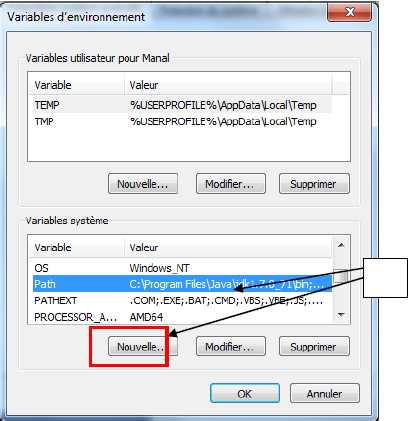 Variables d'environnement
Variables utilisateur pour Manal
Variable Valeur
TEMP %USERPROFILE%\AppData\Local\Temp
TMP %USERPROFILE%\AppData\Local\Temp
Nouvelle... Modifier... Supprimer
Variables système
Variable Valeur
OS Windows_NT
Path C:\Program Files\Java\jdk1.7.0_71\bin;...
PATHEXT .COM;.EXE;.BAT;.CMD;.VBS;.VBE;.JS;....
PROCESSOR_A... AMD64
Nouvelle... Modifier... Supprimer
OK Annuler